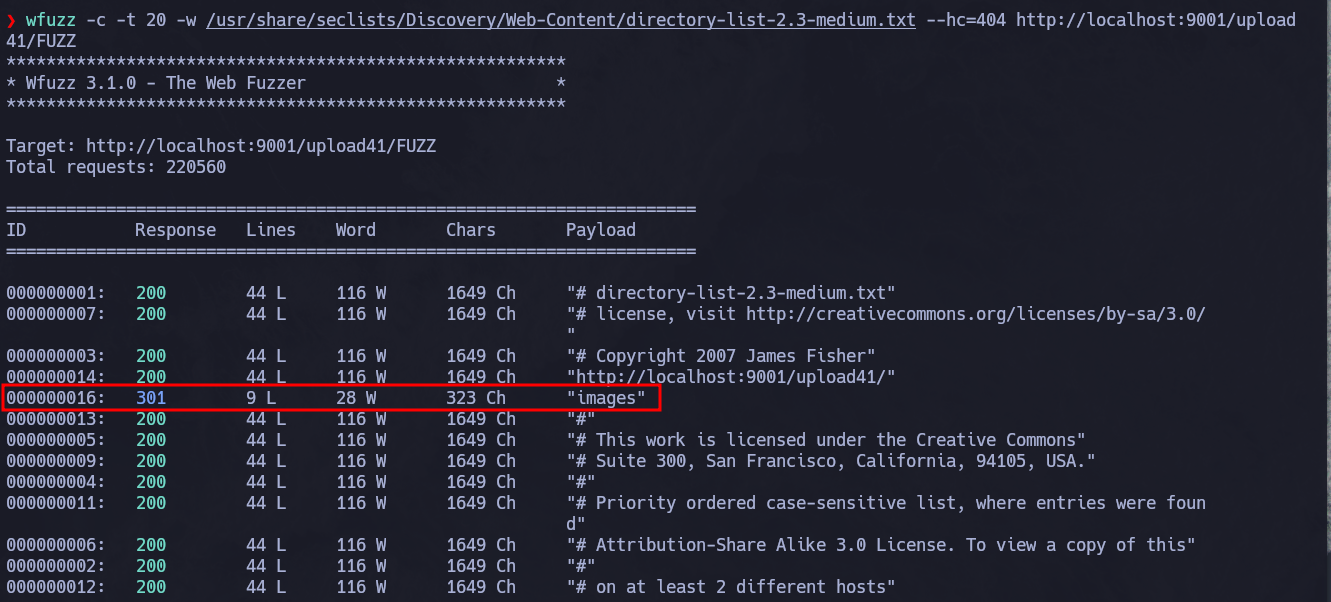 ❯ wfuzz -c -t 20 -w /usr/share/seclists/Discovery/Web-Content/directory-list-2.3-medium.txt --hc=404 http://localhost:9001/upload
41/FUZZ
********************************************************
* Wfuzz 3.1.0 - The Web Fuzzer                         *
********************************************************

Target: http://localhost:9001/upload41/FUZZ
Total requests: 220560

=====================================================================
ID           Response   Lines    Word       Chars       Payload
=====================================================================

000000001:   200        44 L     116 W      1649 Ch     "# directory-list-2.3-medium.txt"
000000007:   200        44 L     116 W      1649 Ch     "# license, visit http://creativecommons.org/licenses/by-sa/3.0/
                                                        "
000000003:   200        44 L     116 W      1649 Ch     "# Copyright 2007 James Fisher"
000000014:   200        44 L     116 W      1649 Ch     "http://localhost:9001/upload41/"
000000016:   301        9 L      28 W       323 Ch      "images"
000000013:   200        44 L     116 W      1649 Ch     "#"
000000005:   200        44 L     116 W      1649 Ch     "# This work is licensed under the Creative Commons"
000000009:   200        44 L     116 W      1649 Ch     "# Suite 300, San Francisco, California, 94105, USA."
000000004:   200        44 L     116 W      1649 Ch     "#"
000000011:   200        44 L     116 W      1649 Ch     "# Priority ordered case-sensitive list, where entries were foun
                                                        d"
000000006:   200        44 L     116 W      1649 Ch     "# Attribution-Share Alike 3.0 License. To view a copy of this"
000000002:   200        44 L     116 W      1649 Ch     "#"
000000012:   200        44 L     116 W      1649 Ch     "# on at least 2 different hosts"